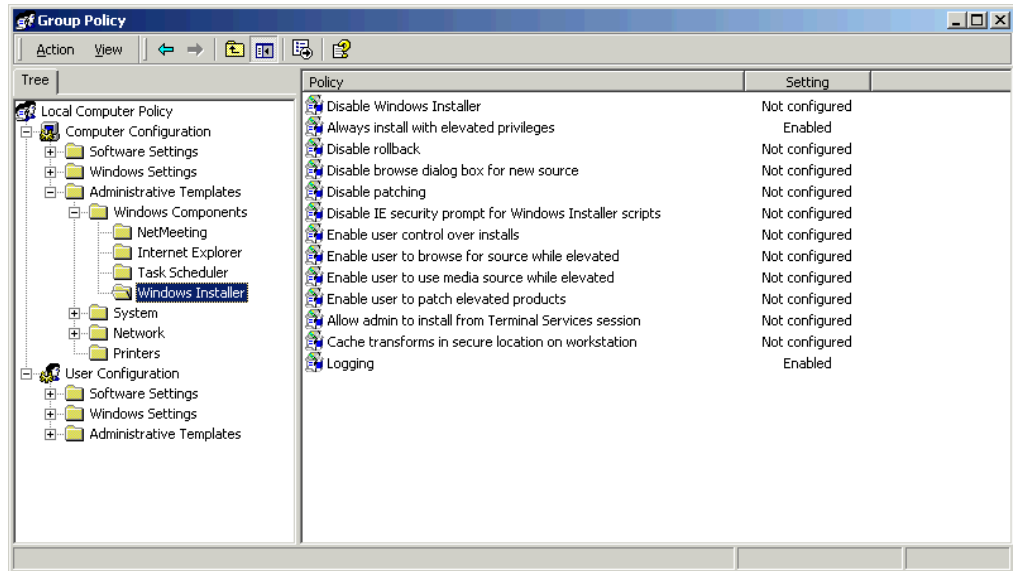 Group Policy
Action View
Tree
Local Computer Policy
Computer Configuration
Software Settings
Windows Settings
Administrative Templates
Windows Components
NetMeeting
Internet Explorer
Task Scheduler
Windows Installer
System
Network
Printers
User Configuration
Software Settings
Windows Settings
Administrative Templates
Policy Setting
Disable Windows Installer Not configured
Always install with elevated privileges Enabled
Disable rollback Not configured
Disable browse dialog box for new source Not configured
Disable patching Not configured
Disable IE security prompt for Windows Installer scripts Not configured
Enable user control over installs Not configured
Enable user to browse for source while elevated Not configured
Enable user to use media source while elevated Not configured
Enable user to patch elevated products Not configured
Allow admin to install from Terminal Services session Not configured
Cache transforms in secure location on workstation Not configured
Logging Enabled